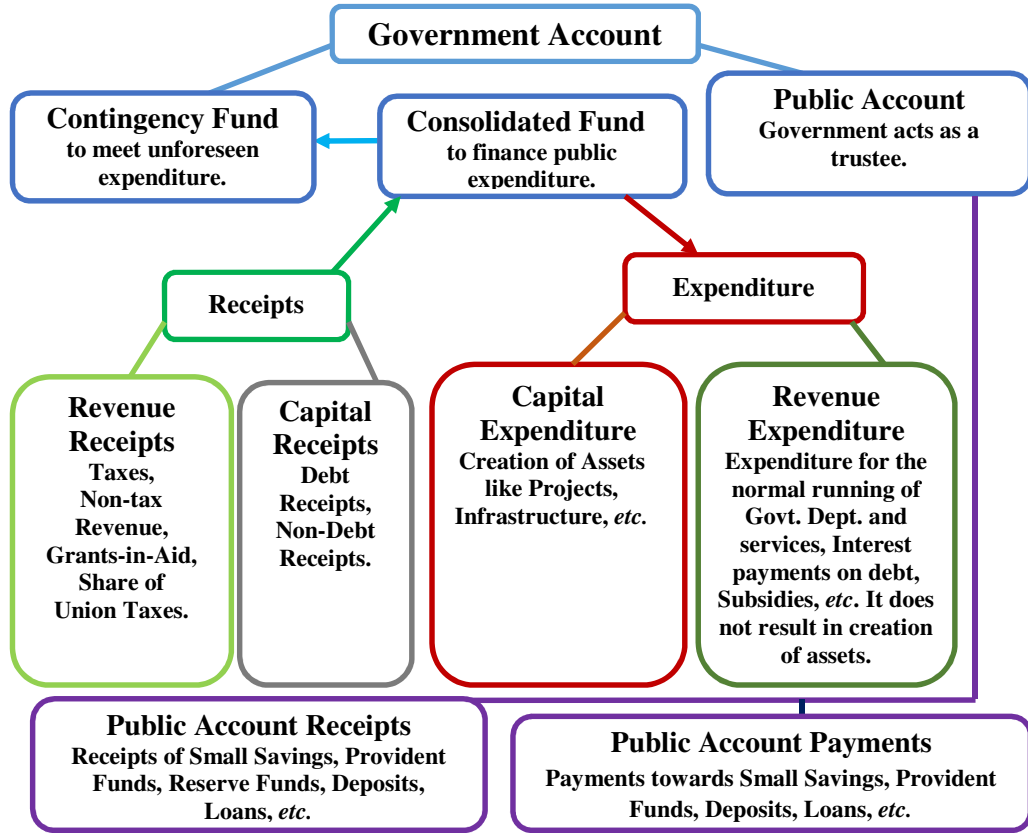 Government Account
Contingency Fund
to meet unforeseen
expenditure.
Consolidated Fund
to finance public
expenditure.
Public Account
Government acts as a
trustee.
Receipts
Expenditure
Revenue
Receipts
Taxes,
Non-tax
Revenue,
Grants-in-Aid,
Share of
Union Taxes.
Capital
Receipts
Debt
Receipts,
Non-Debt
Receipts.
Capital
Expenditure
Creation of Assets
like Projects,
Infrastructure, etc.
Revenue
Expenditure
Expenditure for the
normal running of
Govt. Dept. and
services, Interest
payments on debt,
Subsidies, etc. It does
not result in creation
of assets.
Public Account Receipts
Receipts of Small Savings, Provident
Funds, Reserve Funds, Deposits,
Loans, etc.
Public Account Payments
Payments towards Small Savings, Provident
Funds, Deposits, Loans, etc.